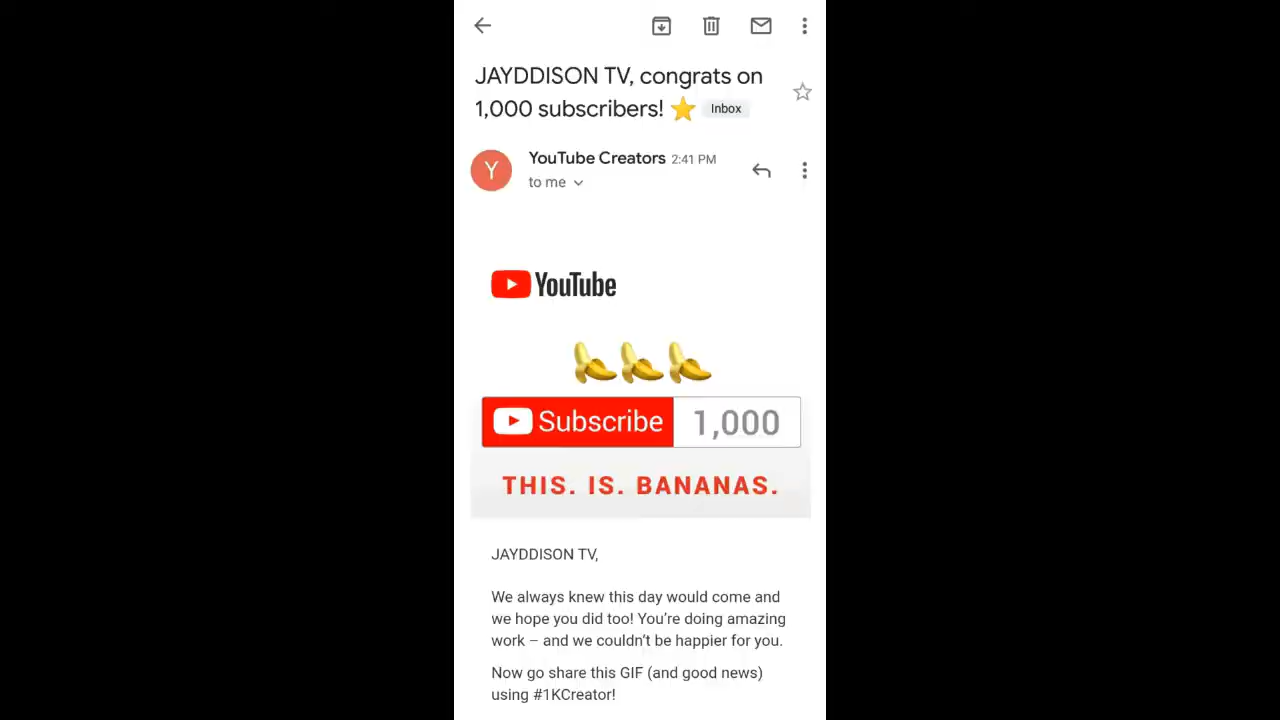 JAYDDISON TV, congrats on
1,000 subscribers! ⭐ Inbox
Y
YouTube Creators 2:41 PM
to me
YouTube
🍌🍌🍌
Subscribe 1,000
THIS. IS. BANANAS.
JAYDDISON TV,
We always knew this day would come and
we hope you did too! You’re doing amazing
work – and we couldn’t be happier for you.
Now go share this GIF (and good news)
using #1KCreator!